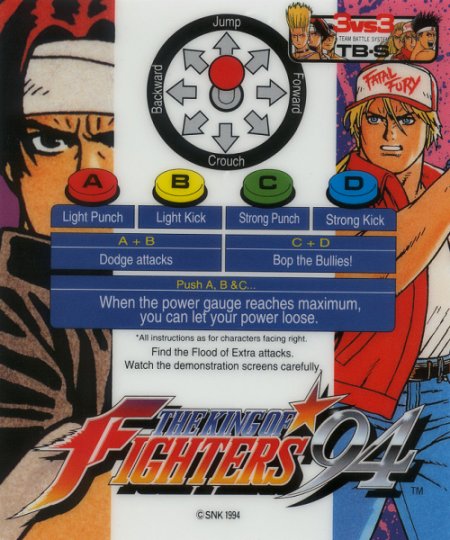 Jump
3vs3
TEAM BATTLE SYSTEM
TB-S
Backward
Forward
FATAL
FURY
Crouch
A B C D
Light Punch Light Kick Strong Punch Strong Kick
A + B C + D
Dodge attacks Bop the Bullies!
Push A, B &C...
When the power gauge reaches maximum,
you can let your power loose.
*All instructions as for characters facing right.
Find the Flood of Extra attacks.
Watch the demonstration screens carefully
THE KING OF
FIGHTERS '94
TM
© SNK 1994